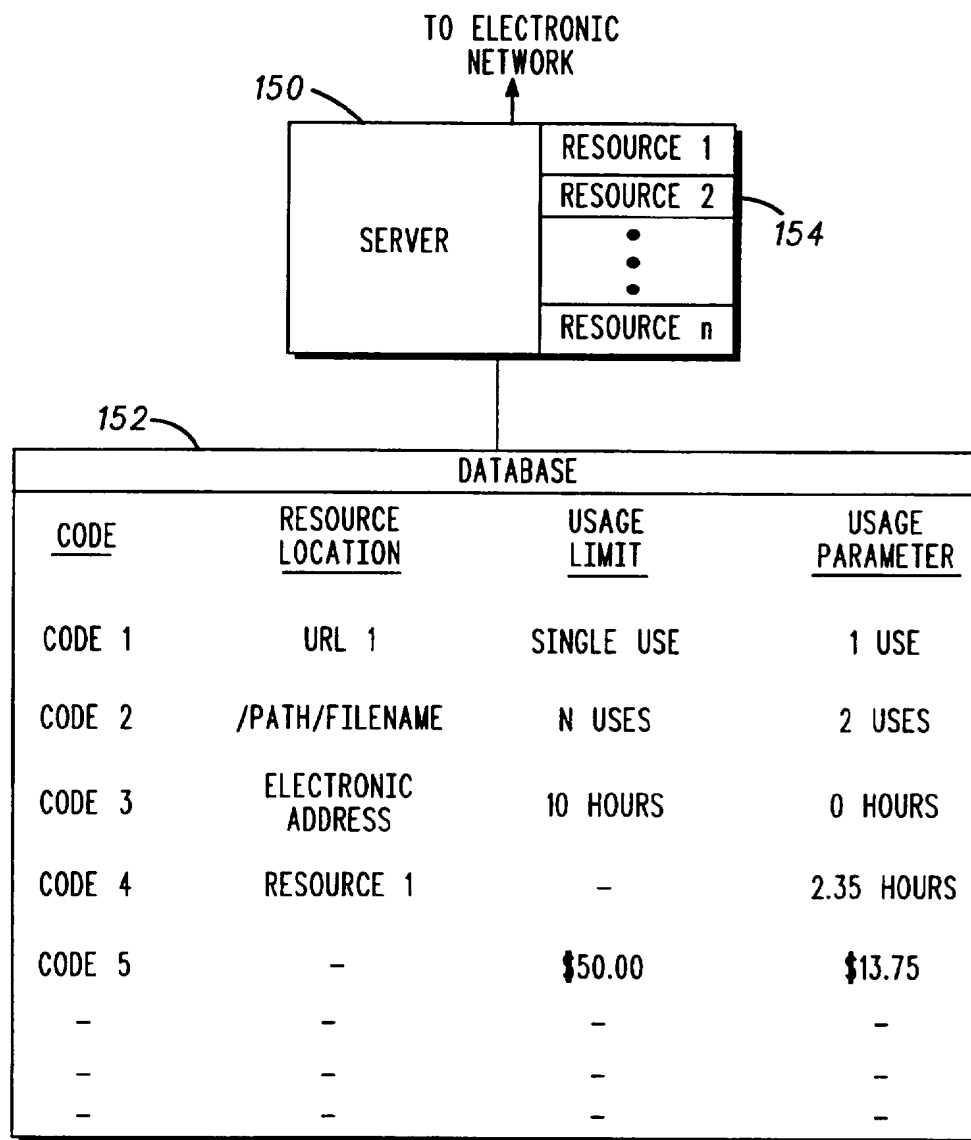 TO ELECTRONIC
NETWORK
150
RESOURCE 1
RESOURCE 2
SERVER
154
RESOURCE n
152
DATABASE
CODE RESOURCE LOCATION USAGE LIMIT USAGE PARAMETER
CODE 1 URL 1 SINGLE USE 1 USE
CODE 2 /PATH/FILENAME N USES 2 USES
CODE 3 ELECTRONIC ADDRESS 10 HOURS 0 HOURS
CODE 4 RESOURCE 1 – 2.35 HOURS
CODE 5 – $50.00 $13.75
– – – –
– – – –
– – – –